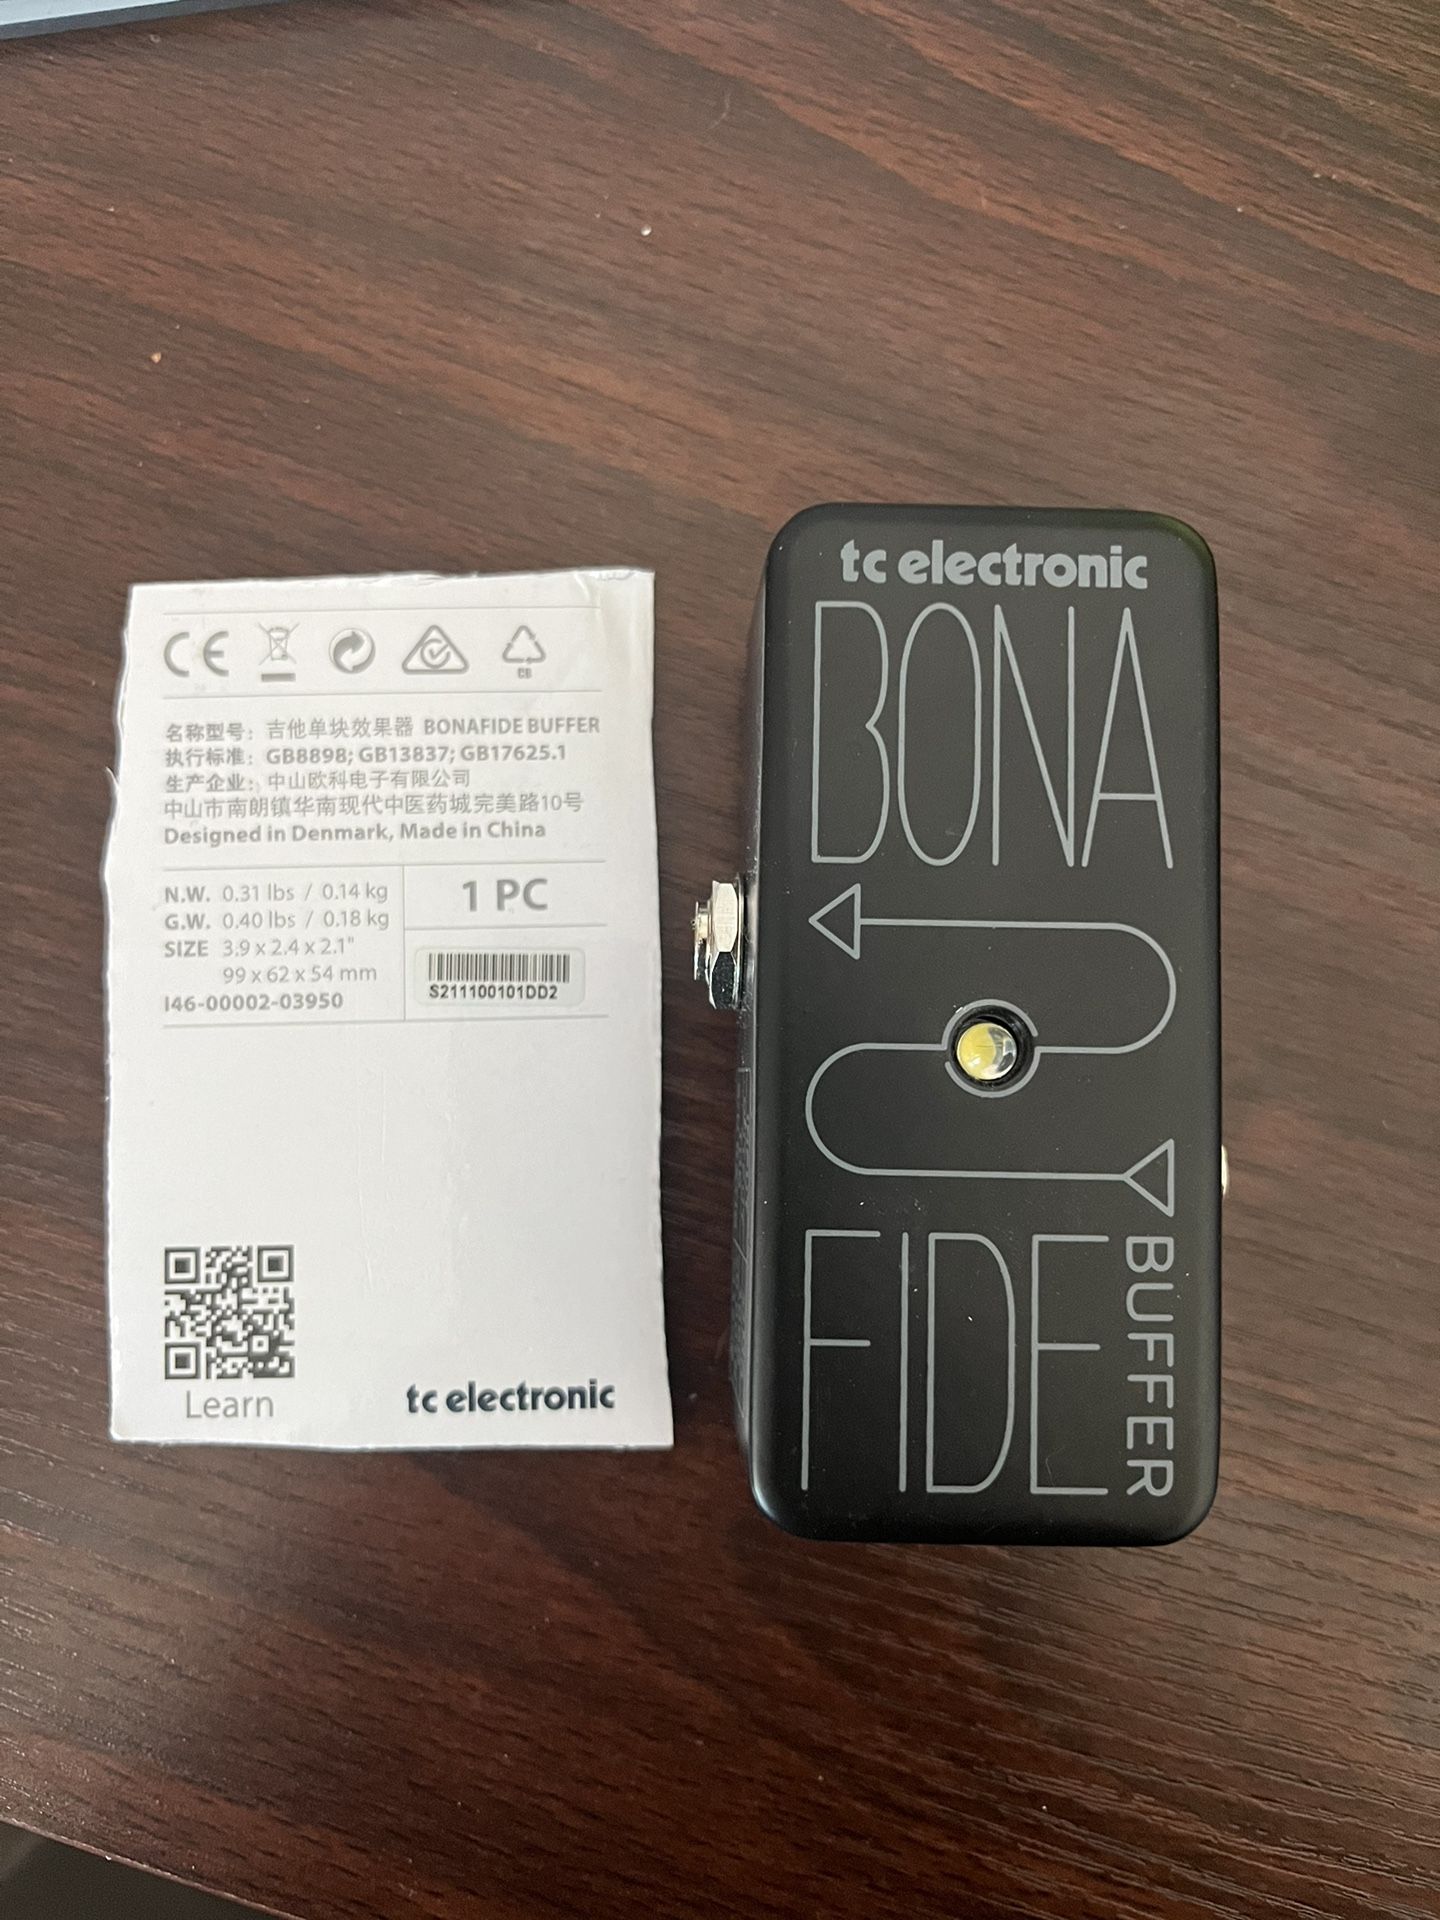 CE
CB
名称型号：吉他单块效果器 BONAFIDE BUFFER
执行标准：GB8898; GB13837; GB17625.1
生产企业：中山欧科电子有限公司
中山市南朗镇华南现代中医药城完美路10号
Designed in Denmark, Made in China
N.W. 0.31 lbs / 0.14 kg
G.W. 0.40 lbs / 0.18 kg
SIZE 3.9 x 2.4 x 2.1"
99 x 62 x 54 mm
I46-00002-03950
1 PC
S211100101DD2
Learn
tc electronic
tc electronic
BONA
FIDE
BUFFER